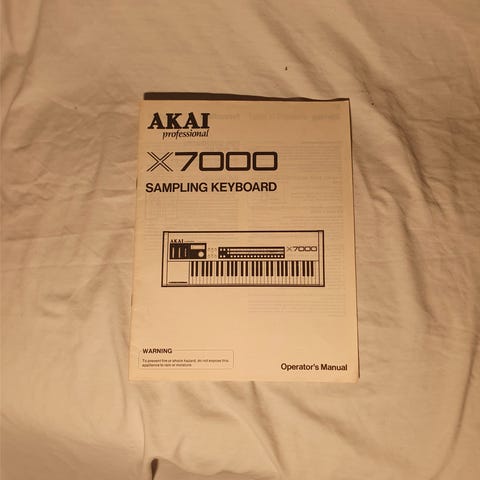 AKAI
professional
X7000
SAMPLING KEYBOARD
AKAI
X7000
WARNING
To prevent fire or shock hazard, do not expose this
appliance to rain or moisture.
Operator's Manual